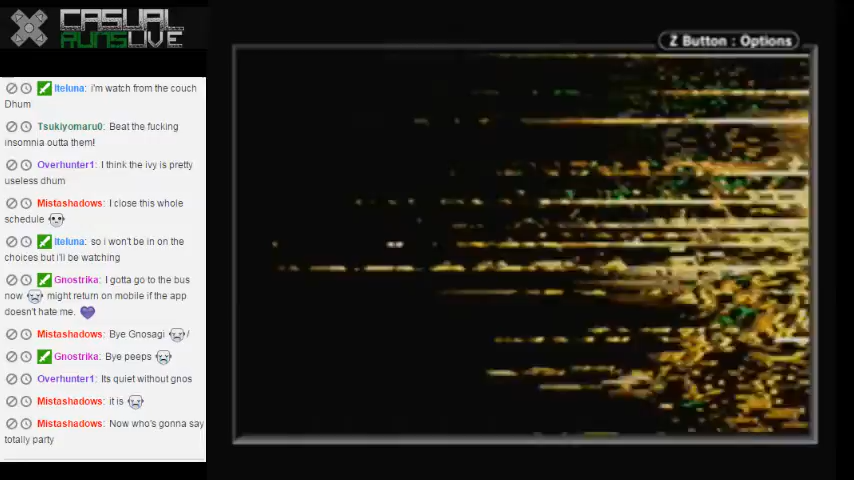 CASUAL
RUNSLIVE
Z Button : Options
Iteluna: i'm watch from the couch
Dhum
Tsukiyomaru0: Beat the fucking
insomnia outta them!
Overhunter1: I think the ivy is pretty
useless dhum
Mistashadows: I close this whole
schedule
Iteluna: so i won't be in on the
choices but i'll be watching
Gnostrika: I gotta go to the bus
now might return on mobile if the app
doesn't hate me.
Mistashadows: Bye Gnosagi /
Gnostrika: Bye peeps
Overhunter1: Its quiet without gnos
Mistashadows: it is
Mistashadows: Now who's gonna say
totally party